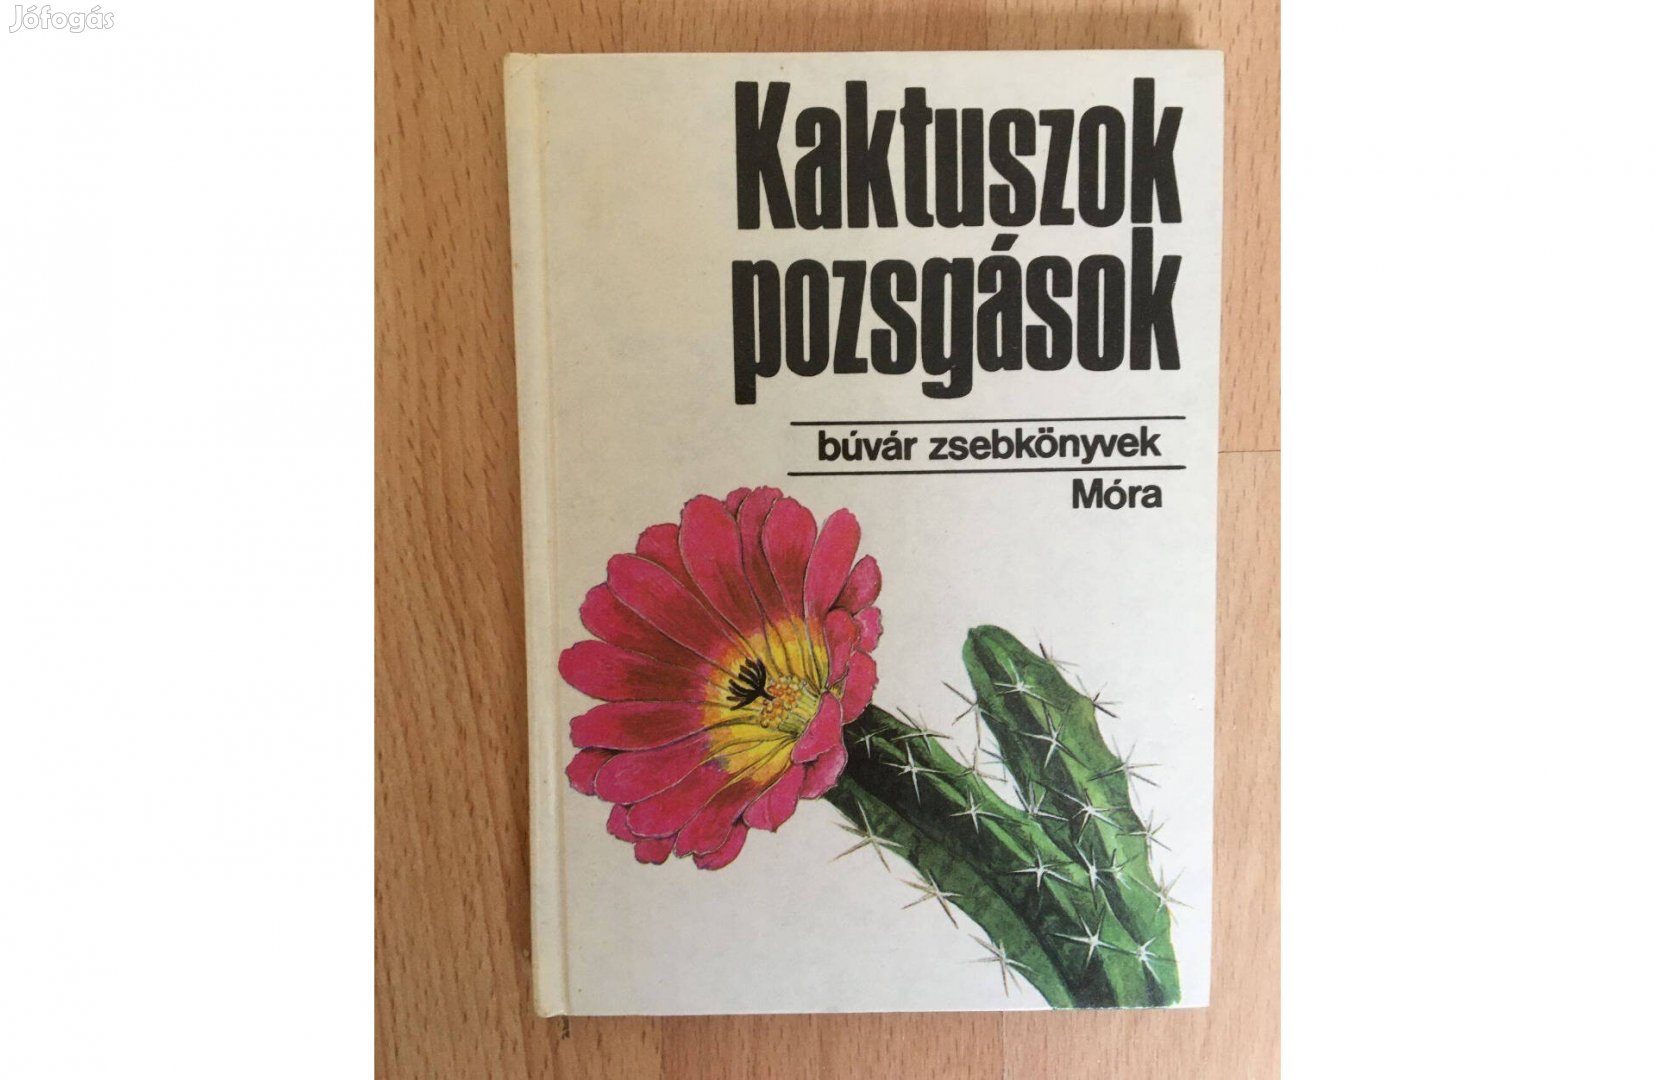 Jófogás
Kaktuszok
pozsgások
búvár zsebkönyvek
Móra